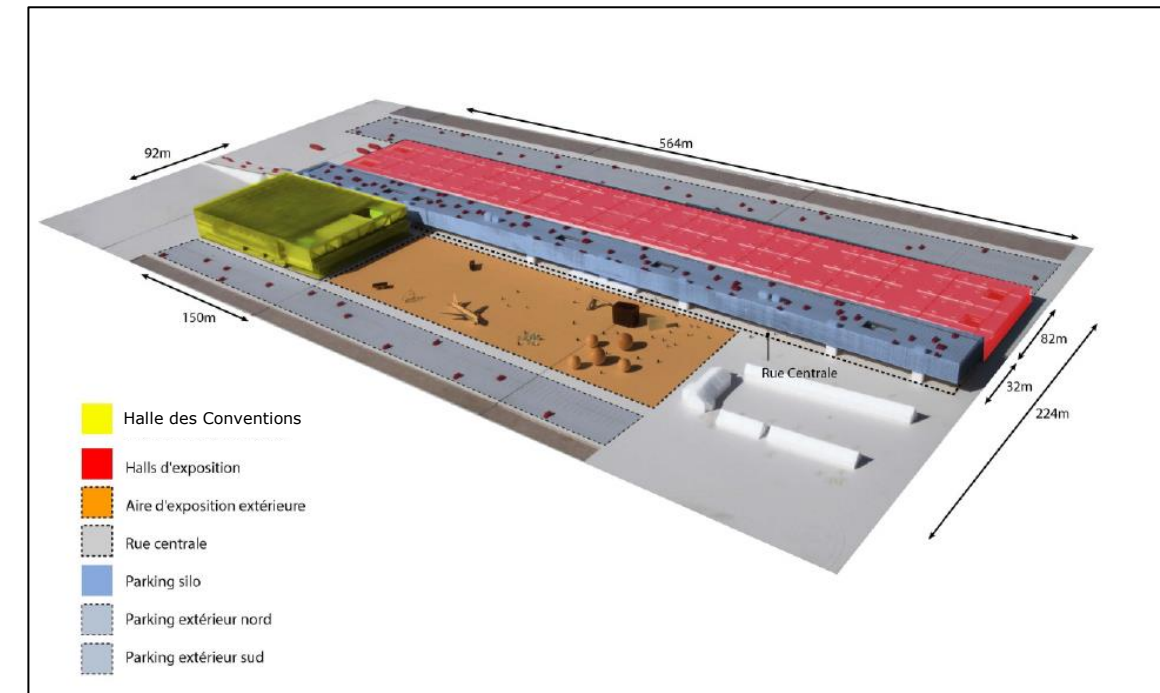 564m
92m
150m
82m
Rue Centrale
32m
224m
Halle des Conventions
Halls d'exposition
Aire d'exposition extérieure
Rue centrale
Parking silo
Parking extérieur nord
Parking extérieur sud